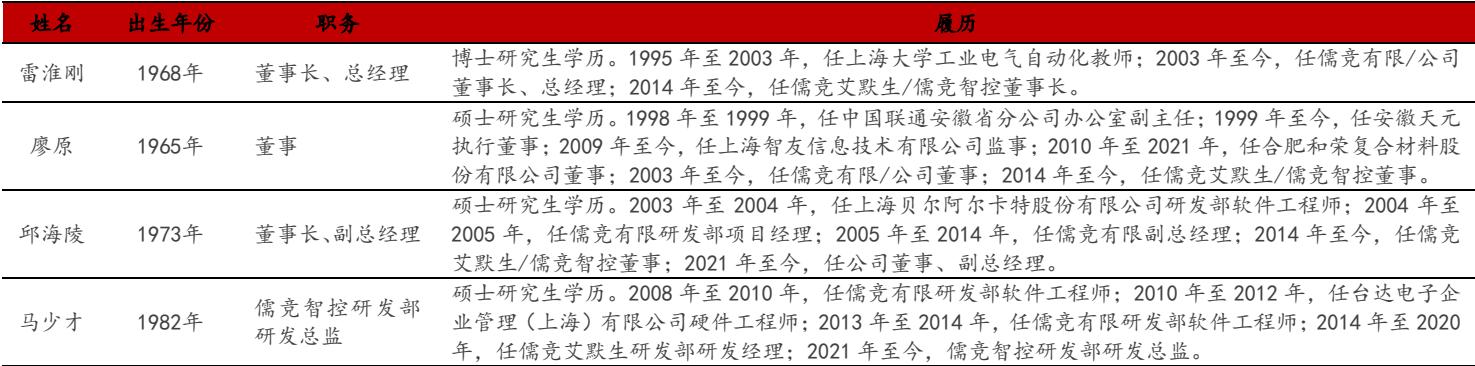 姓名 出生年份 职务 履历
雷淮刚 1968年 董事长、总经理 博士研究生学历。1995 年至 2003 年，任上海大学工业电气自动化教师；2003 年至今，任儒竞有限/公司
董事长、总经理；2014 年至今，任儒竞艾默生/儒竞智控董事长。
硕士研究生学历。1998 年至 1999 年，任中国联通安徽省分公司办公室副主任；1999 年至今，任安徽天元
廖原 1965年 董事 执行董事；2009 年至今，任上海智友信息技术有限公司监事；2010 年至 2021 年，任合肥和荣复合材料股
份有限公司董事；2003 年至今，任儒竞有限/公司董事；2014 年至今，任儒竞艾默生/儒竞智控董事。
硕士研究生学历。2003 年至 2004 年，任上海贝尔阿尔卡特股份有限公司研发部软件工程师；2004 年至
邱海陵 1973年 董事长、副总经理 2005 年，任儒竞有限研发部项目经理；2005 年至 2014 年，任儒竞有限副总经理；2014 年至今，任儒竞
艾默生/儒竞智控董事；2021 年至今，任公司董事、副总经理。
硕士研究生学历。2008 年至 2010 年，任儒竞有限研发部软件工程师；2010 年至 2012 年，任台达电子企
马少才 1982年 儒竞智控研发部 业管理（上海）有限公司硬件工程师；2013 年至 2014 年，任儒竞有限研发部软件工程师；2014 年至 2020
研发总监 年，任儒竞艾默生研发部研发经理；2021 年至今，儒竞智控研发部研发总监。